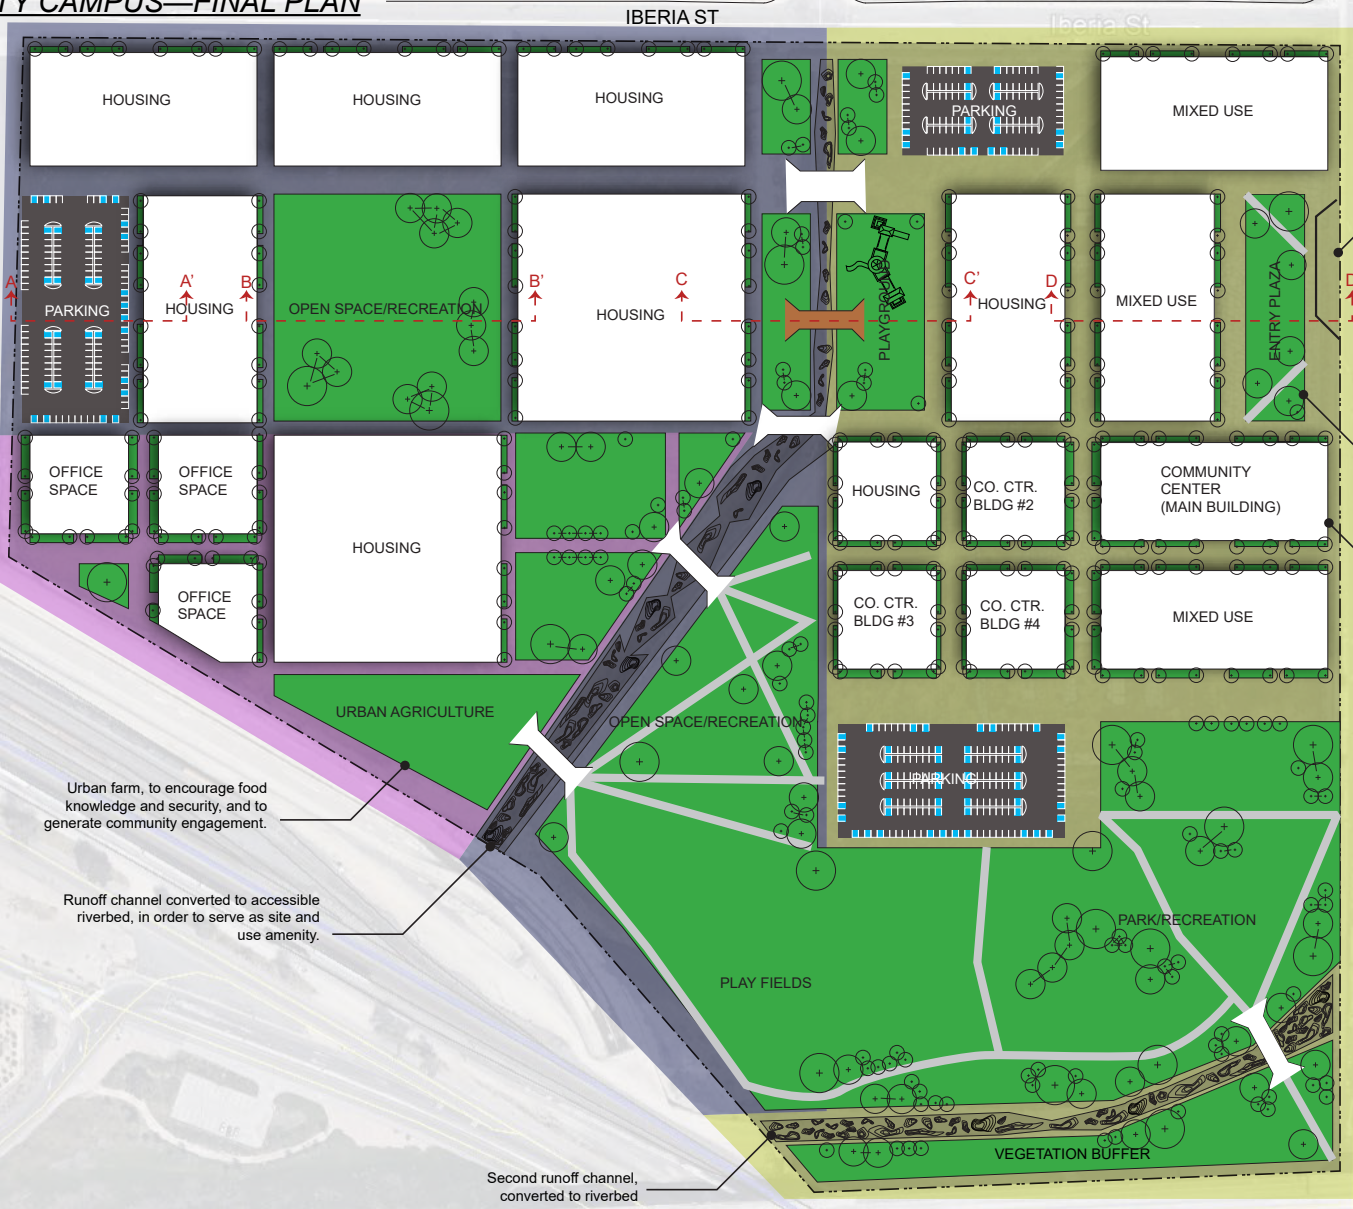 TY CAMPUS—FINAL PLAN
IBERIA ST
Iberia St
HOUSING
HOUSING
HOUSING
PARKING
MIXED USE
A
A'
B
B'
C
C'
D
D
PARKING
HOUSING
OPEN SPACE/RECREATION
HOUSING
PLAYGROUND
HOUSING
MIXED USE
ENTRY PLAZA
OFFICE
SPACE
OFFICE
SPACE
HOUSING
CO. CTR.
BLDG #2
COMMUNITY
CENTER
(MAIN BUILDING)
HOUSING
OFFICE
SPACE
CO. CTR.
BLDG #3
CO. CTR.
BLDG #4
MIXED USE
URBAN AGRICULTURE
OPEN SPACE/RECREATION
PARKING
Urban farm, to encourage food
knowledge and security, and to
generate community engagement.
Runoff channel converted to accessible
riverbed, in order to serve as site and
use amenity.
PARK/RECREATION
PLAY FIELDS
VEGETATION BUFFER
Second runoff channel,
converted to riverbed